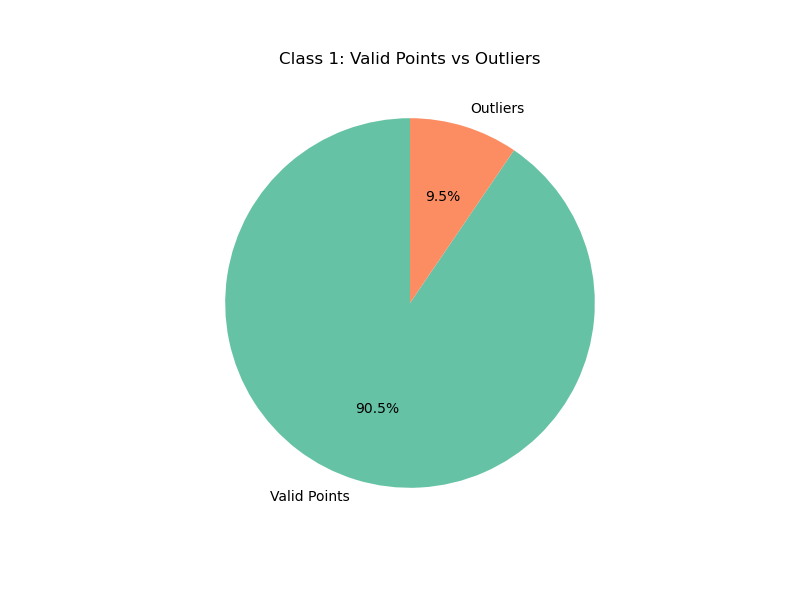 Class 1: Valid Points vs Outliers
Outliers
9.5%
90.5%
Valid Points